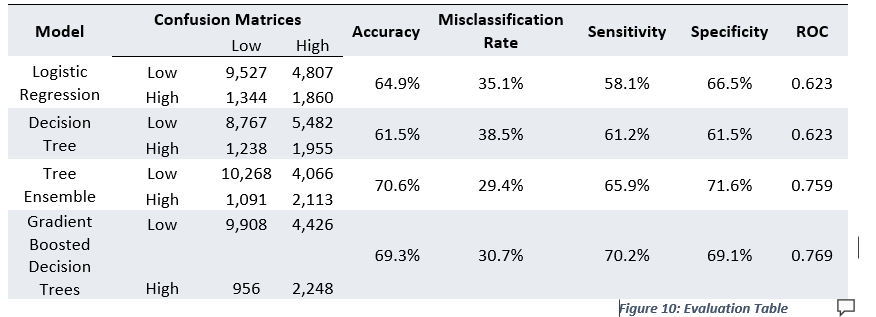 Model Confusion Matrices Accuracy Misclassification Rate Sensitivity Specificity ROC
Low High
Logistic Regression Low 9,527 4,807 64.9% 35.1% 58.1% 66.5% 0.623
High 1,344 1,860
Decision Tree Low 8,767 5,482 61.5% 38.5% 61.2% 61.5% 0.623
High 1,238 1,955
Tree Ensemble Low 10,268 4,066 70.6% 29.4% 65.9% 71.6% 0.759
High 1,091 2,113
Gradient Boosted Decision Trees Low 9,908 4,426 69.3% 30.7% 70.2% 69.1% 0.769
High 956 2,248
Figure 10: Evaluation Table